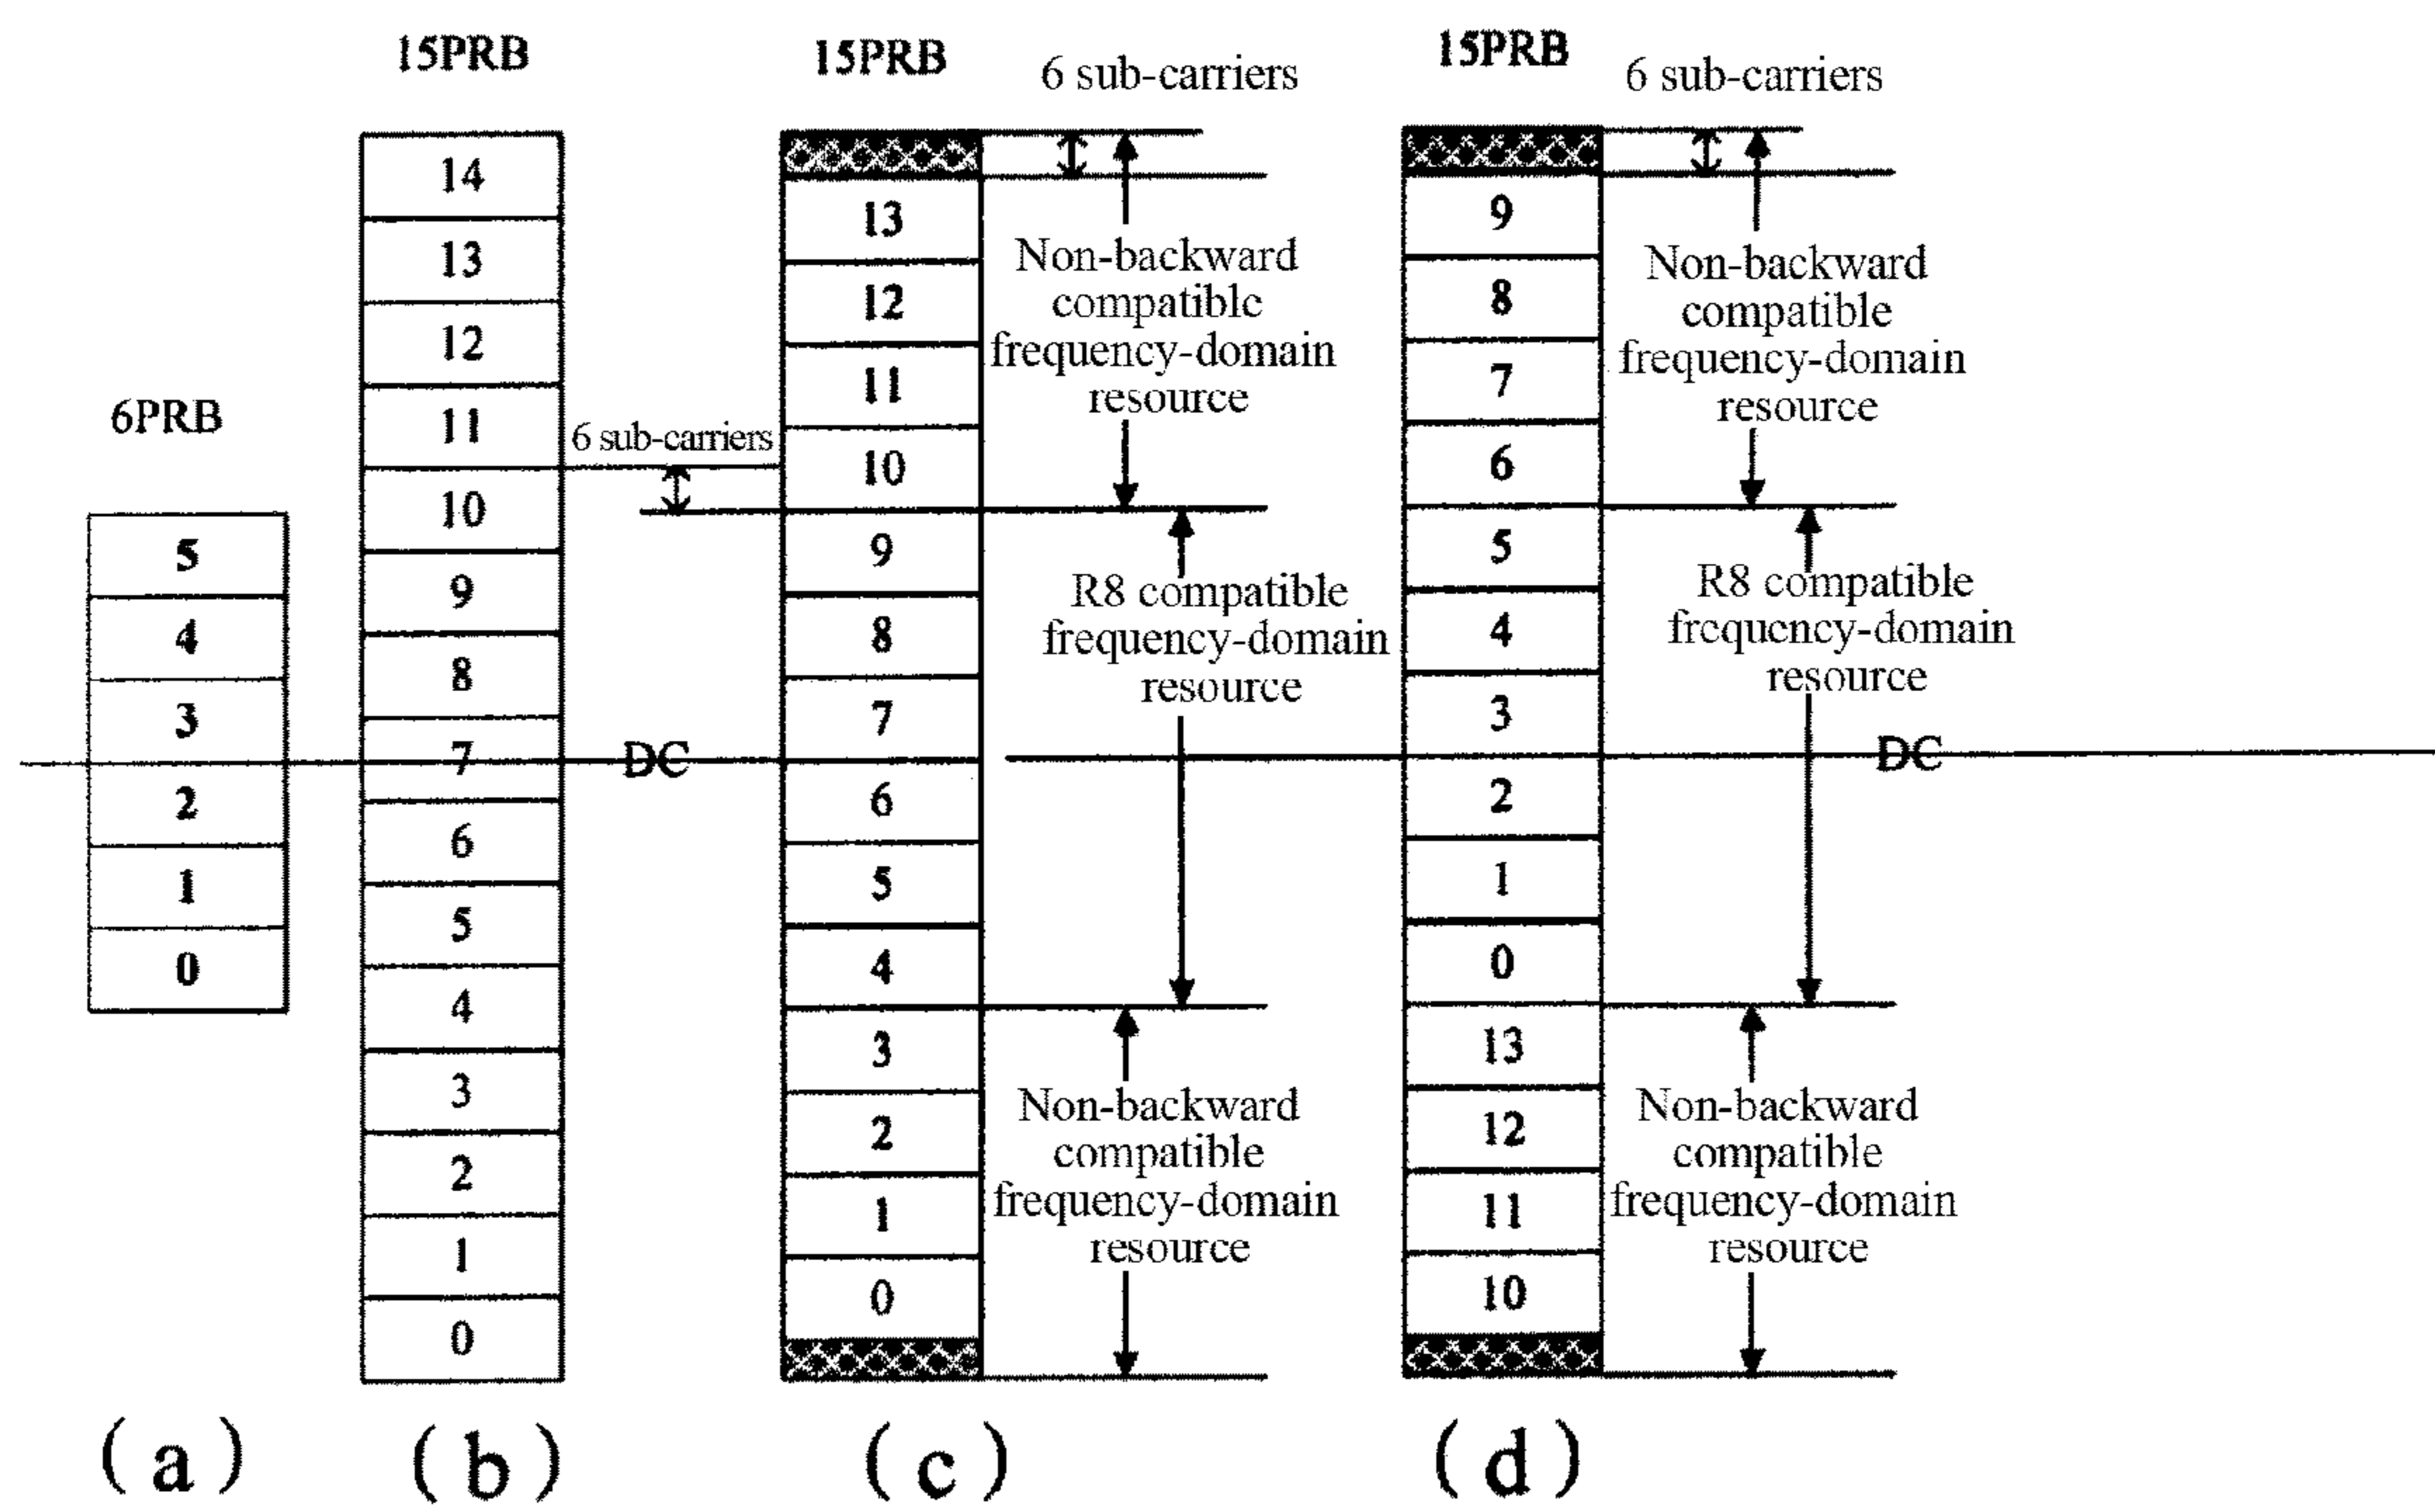 6PRB
5
4
3
2
1
0
(a)
15PRB
14
13
12
11
10
9
8
7
6
5
4
3
2
1
0
(b)
6 sub-carriers
DC
15PRB
13
12
11
10
9
8
7
6
5
4
3
2
1
0
(c)
6 sub-carriers
Non-backward
compatible
frequency-domain
resource
R8 compatible
frequency-domain
resource
Non-backward
compatible
frequency-domain
resource
15PRB
9
8
7
6
5
4
3
2
1
0
13
12
11
10
(d)
6 sub-carriers
Non-backward
compatible
frequency-domain
resource
R8 compatible
frequency-domain
resource
DC
Non-backward
compatible
frequency-domain
resource